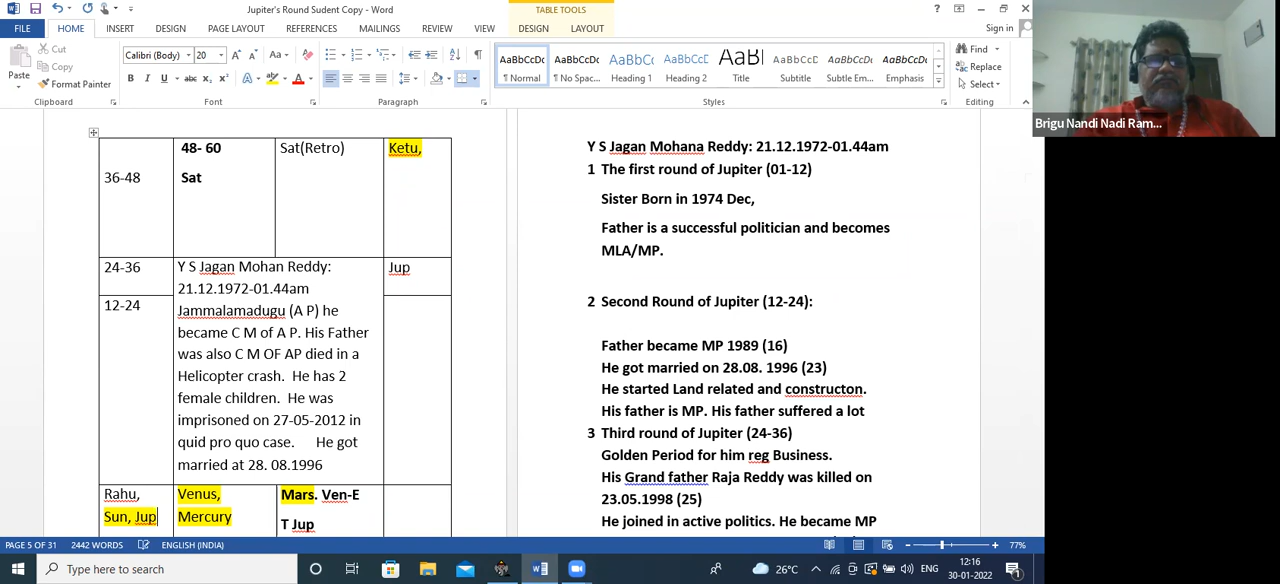 Jupiter's Round Sudent Copy - Word
TABLE TOOLS
Sign in
FILE HOME INSERT DESIGN PAGE LAYOUT REFERENCES MAILINGS REVIEW VIEW DESIGN LAYOUT
Paste
Cut
Copy
Format Painter
Clipboard
Calibri (Body) 20
Font
Paragraph
AaBbCcDc AaBbCcDc AaBbCc AaBbCc AaBl AaBbCcD AaBbCcDc AaBbCcDc
¶ Normal ¶ No Spac... Heading 1 Heading 2 Title Subtitle Subtle Em... Emphasis
Styles
Find
Replace
Select
Editing
Brigu Nandi Nadi Ram...
36-48
48- 60
Sat
Sat(Retro)
Ketu,
24-36
12-24
Y S Jagan Mohan Reddy:
21.12.1972-01.44am
Jammalamadugu (A P) he
became C M of A P. His Father
was also C M OF AP died in a
Helicopter crash. He has 2
female children. He was
imprisoned on 27-05-2012 in
quid pro quo case. He got
married at 28. 08.1996
Jup
Rahu,
Sun, Jup
Venus,
Mercury
Mars. Ven-E
T Jup
Y S Jagan Mohana Reddy: 21.12.1972-01.44am
1 The first round of Jupiter (01-12)
Sister Born in 1974 Dec,
Father is a successful politician and becomes
MLA/MP.
2 Second Round of Jupiter (12-24):
Father became MP 1989 (16)
He got married on 28.08. 1996 (23)
He started Land related and constructon.
His father is MP. His father suffered a lot
3 Third round of Jupiter (24-36)
Golden Period for him reg Business.
His Grand father Raja Reddy was killed on
23.05.1998 (25)
He joined in active politics. He became MP
PAGE 5 OF 31 2442 WORDS ENGLISH (INDIA) 77%
Type here to search
26°C ENG
12:16
30-01-2022